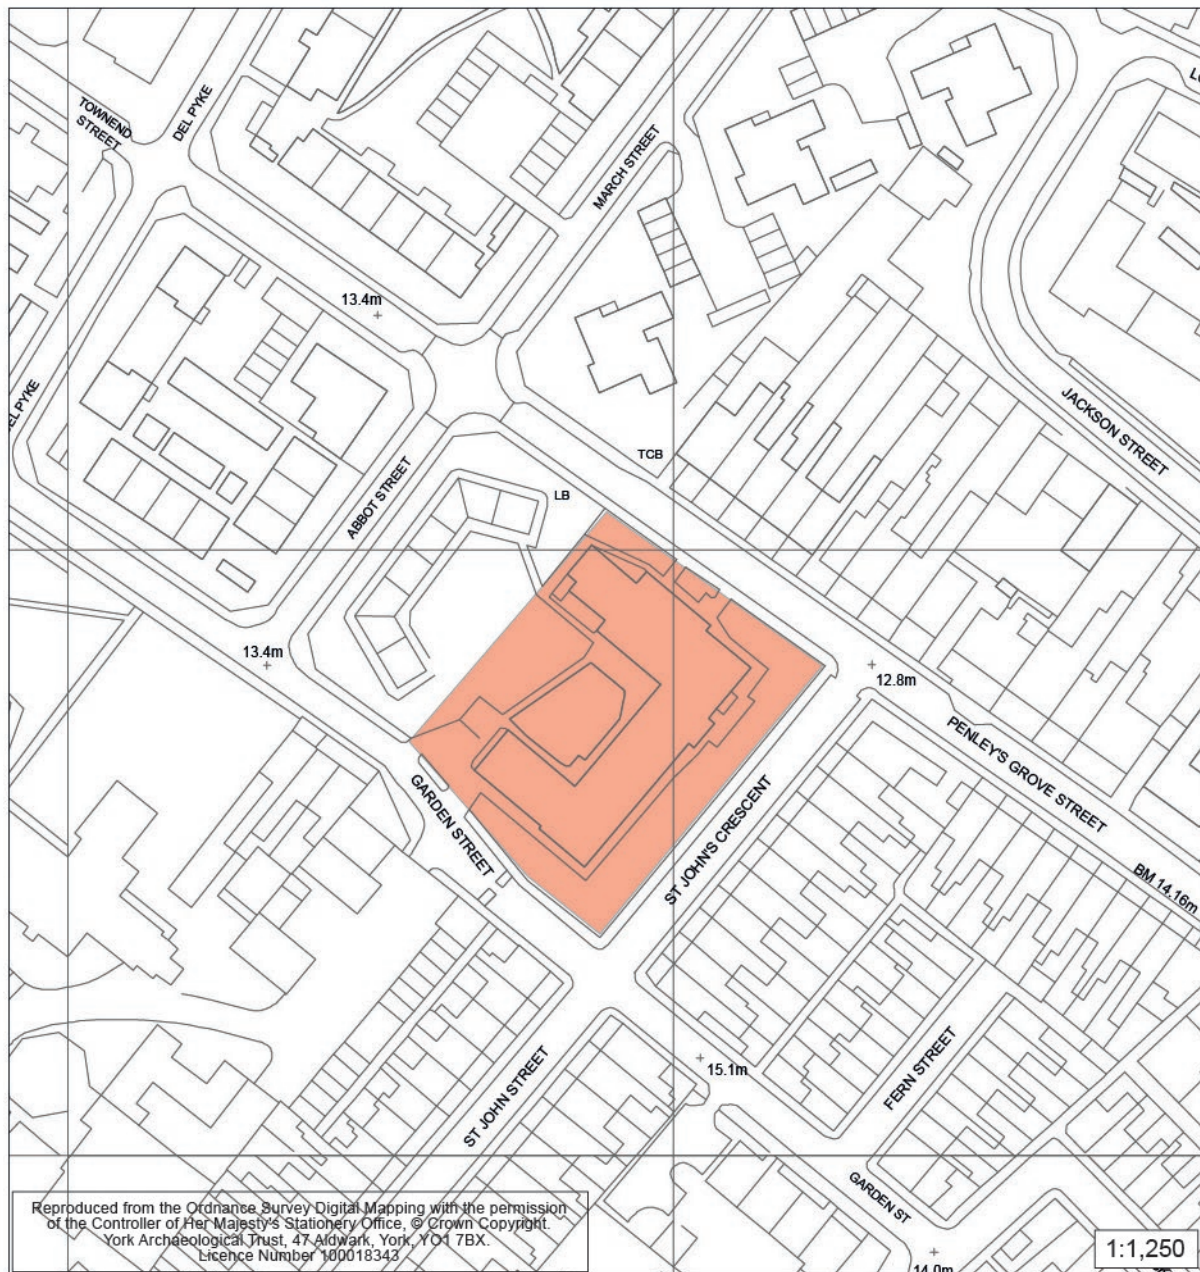 TOWNEND
STREET
DEL PYKE
MARCH STREET
13.4m
JACKSON STREET
TCB
LB
ABBOT STREET
13.4m
12.8m
PENLEY'S GROVE STREET
GARDEN STREET
ST JOHN'S CRESCENT
BM 14.16m
15.1m
FERN STREET
ST JOHN STREET
GARDEN ST
14.0m
Reproduced from the Ordnance Survey Digital Mapping with the permission
of the Controller of Her Majesty's Stationery Office, © Crown Copyright.
York Archaeological Trust, 47 Aldwark, York, YO1 7BX.
Licence Number 100018343
1:1,250